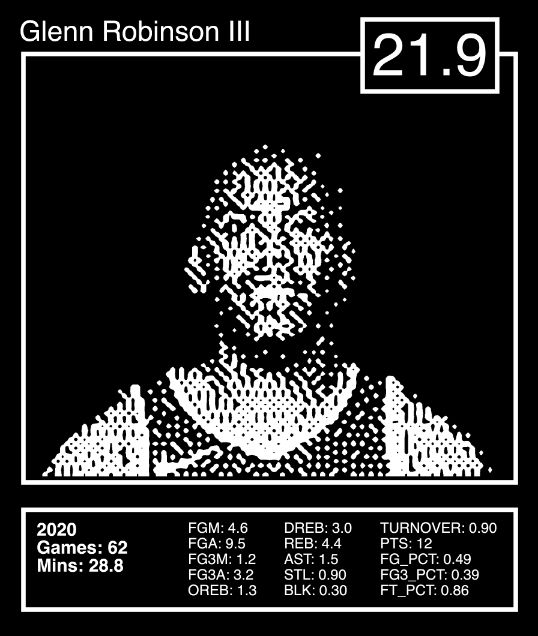 Glenn Robinson III
21.9
2020
Games: 62
Mins: 28.8
FGM: 4.6
FGA: 9.5
FG3M: 1.2
FG3A: 3.2
OREB: 1.3
DREB: 3.0
REB: 4.4
AST: 1.5
STL: 0.90
BLK: 0.30
TURNOVER: 0.90
PTS: 12
FG_PCT: 0.49
FG3_PCT: 0.39
FT_PCT: 0.86